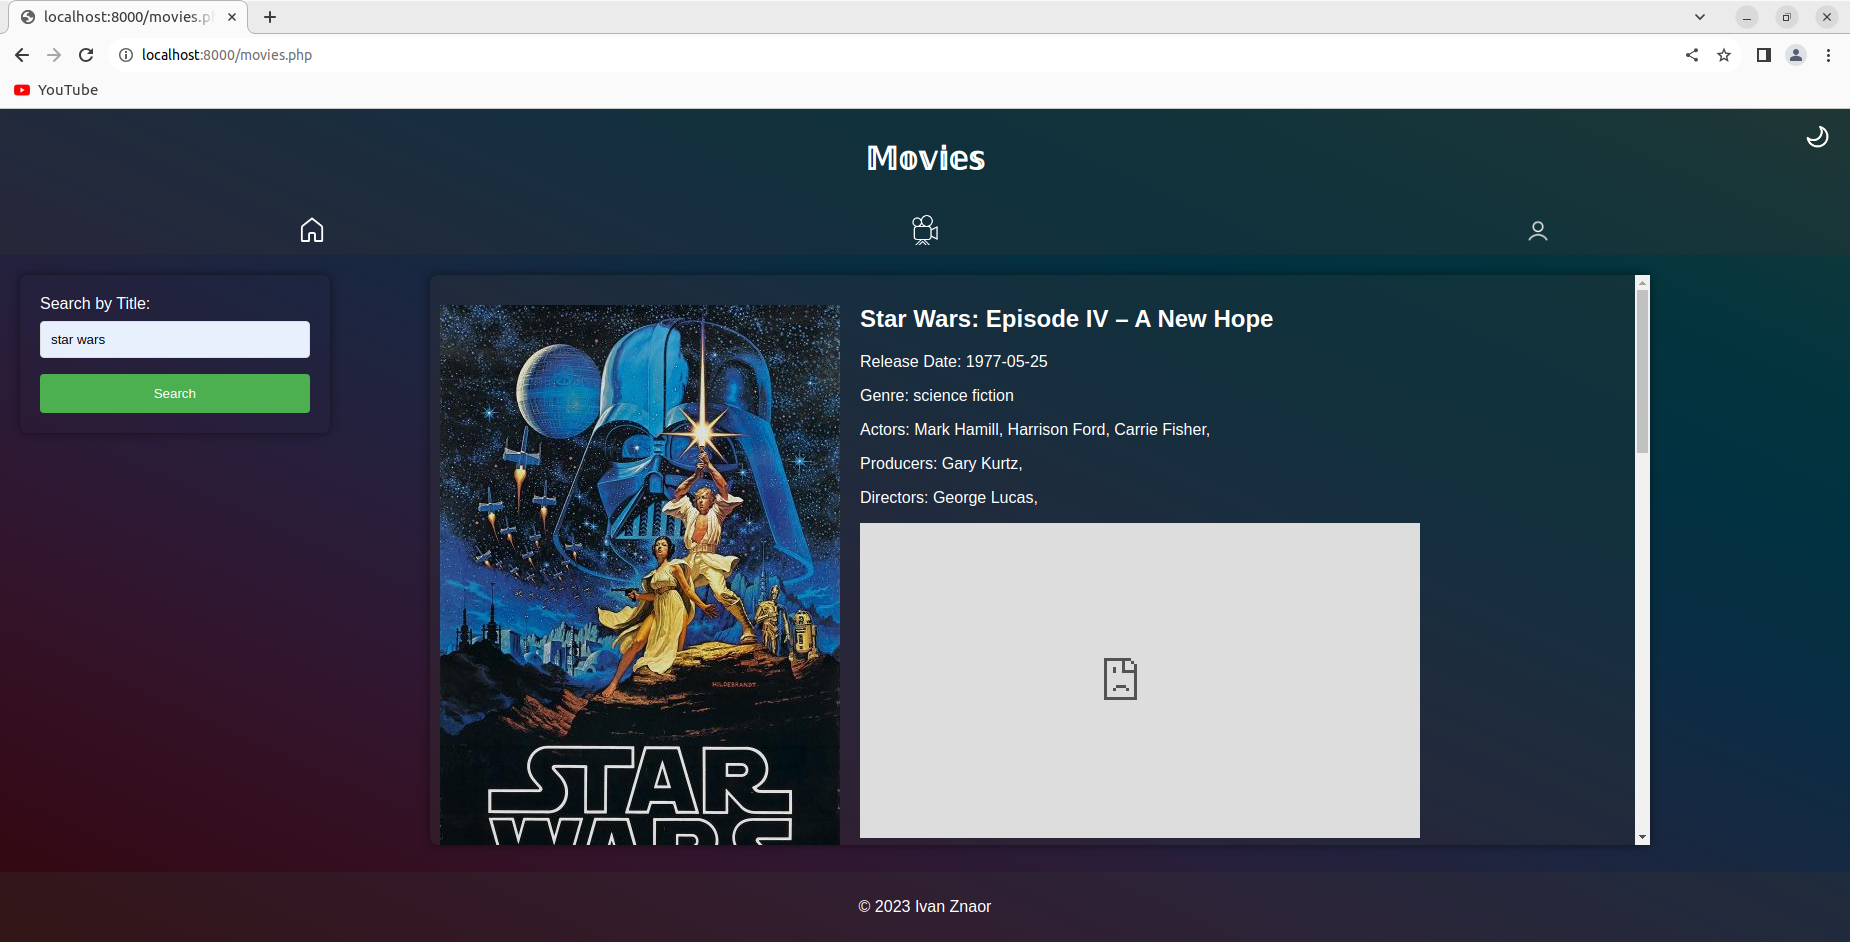 localhost:8000/movies.p
localhost:8000/movies.php
YouTube
Movies
Search by Title:
star wars
Search
Star Wars: Episode IV – A New Hope
Release Date: 1977-05-25
Genre: science fiction
Actors: Mark Hamill, Harrison Ford, Carrie Fisher,
Producers: Gary Kurtz,
Directors: George Lucas,
HILDEBRANDT
STAR
WARS
© 2023 Ivan Znaor